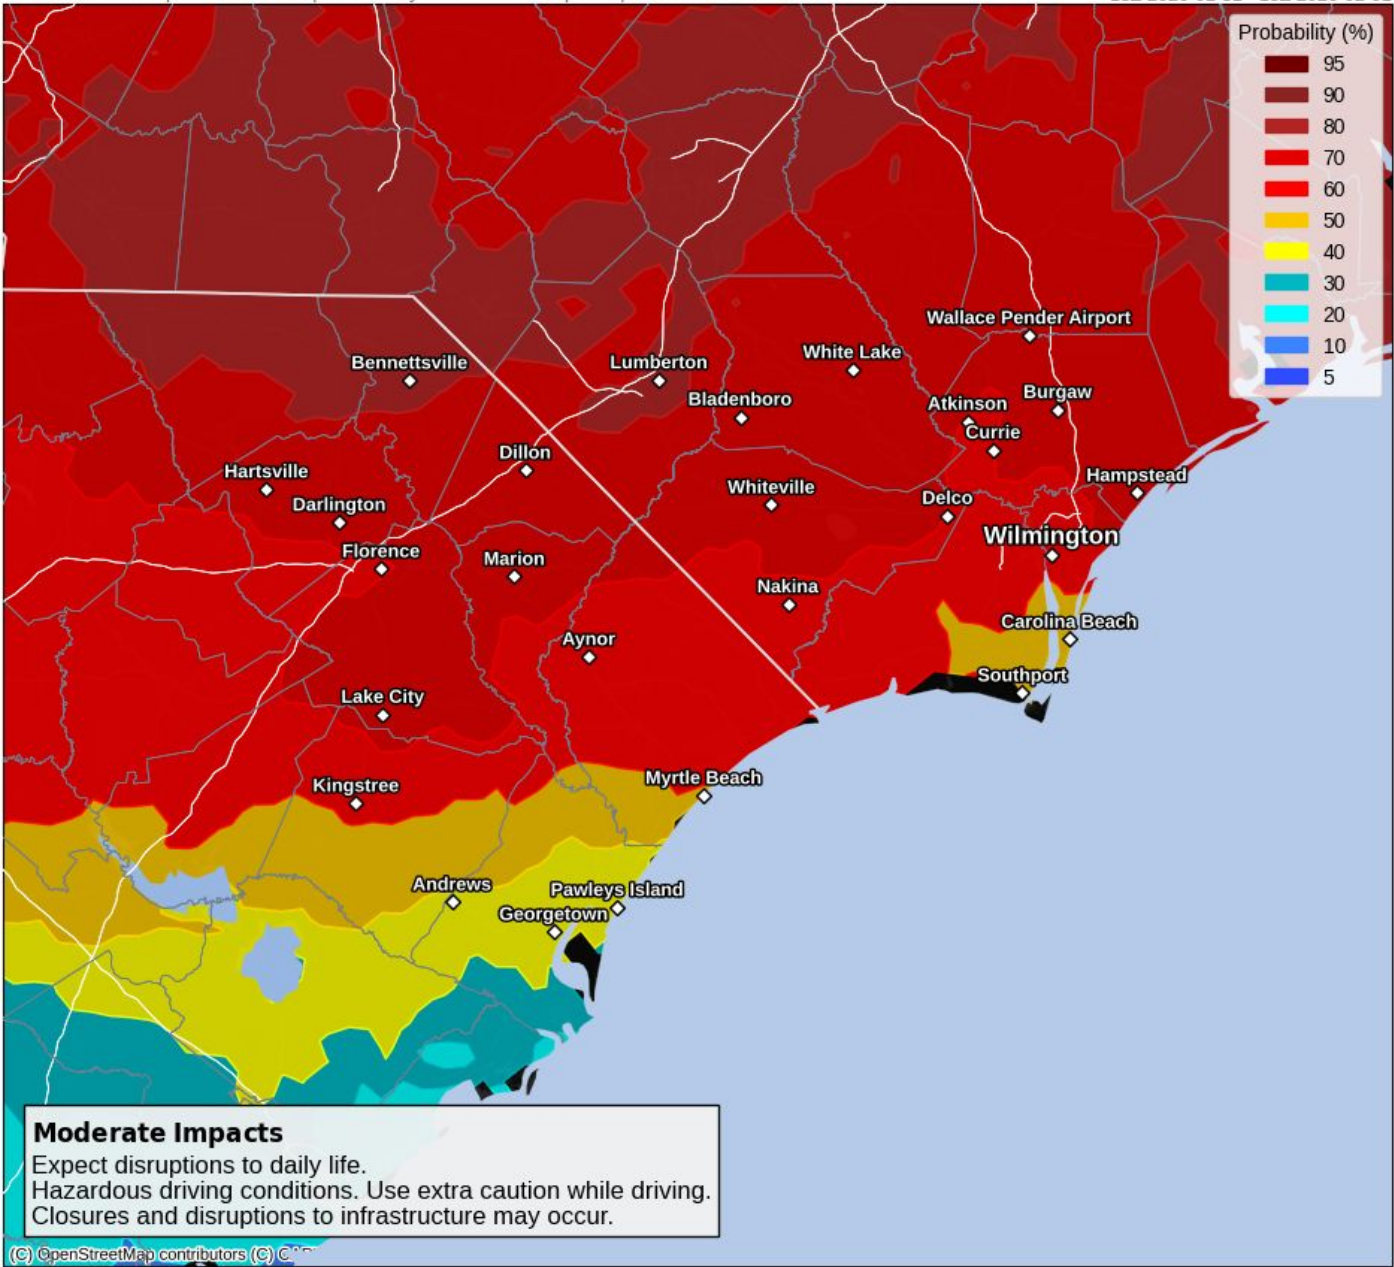 Probability (%)
95
90
80
70
60
50
40
30
20
10
5
Wallace Pender Airport
White Lake
Bennettsville
Lumberton
Bladenboro
Burgaw
Atkinson
Currie
Dillon
Hartsville
Darlington
Whiteville
Delco
Hampstead
Wilmington
Florence
Marion
Nakina
Aynor
Carolina Beach
Southport
Lake City
Kingstree
Myrtle Beach
Andrews
Pawleys Island
Georgetown
Moderate Impacts
Expect disruptions to daily life.
Hazardous driving conditions. Use extra caution while driving.
Closures and disruptions to infrastructure may occur.
(C) OpenStreetMap contributors (C)